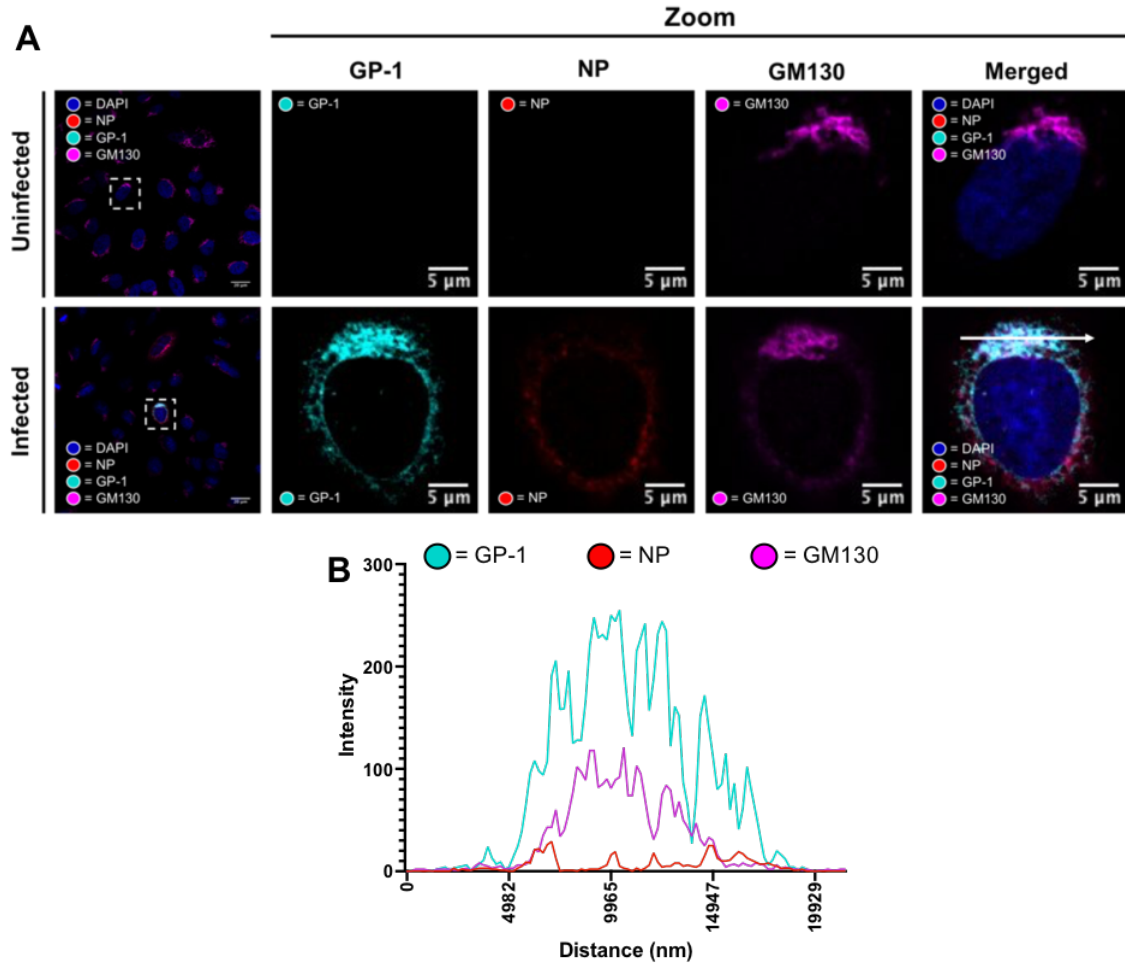 A
Zoom
GP-1
NP
GM130
Merged
Uninfected
= DAPI
= NP
= GP-1
= GM130
= GP-1
5 µm
= NP
5 µm
= GM130
5 µm
= DAPI
= NP
= GP-1
= GM130
5 µm
Infected
= DAPI
= NP
= GP-1
= GM130
= GP-1
5 µm
= NP
5 µm
= GM130
5 µm
= DAPI
= NP
= GP-1
= GM130
5 µm
B
= GP-1
= NP
= GM130
300
200
100
0
Intensity
0
4982
9965
14947
19929
Distance (nm)